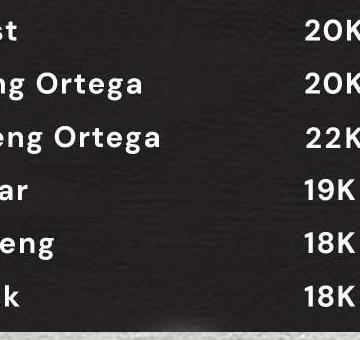 st 20K
ng Ortega 20K
eng Ortega 22K
ar 19K
eng 18K
k 18K